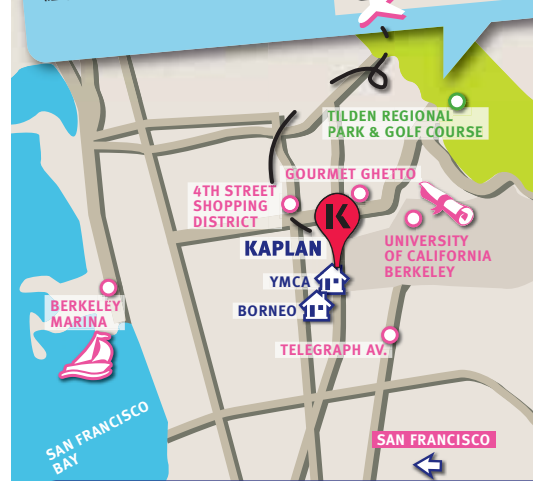 TILDEN REGIONAL
PARK & GOLF COURSE
GOURMET GHETTO
4TH STREET
SHOPPING
DISTRICT
K
KAPLAN
UNIVERSITY
OF CALIFORNIA
BERKELEY
YMCA
BORNEO
BERKELEY
MARINA
TELEGRAPH AV.
SAN FRANCISCO
BAY
SAN FRANCISCO